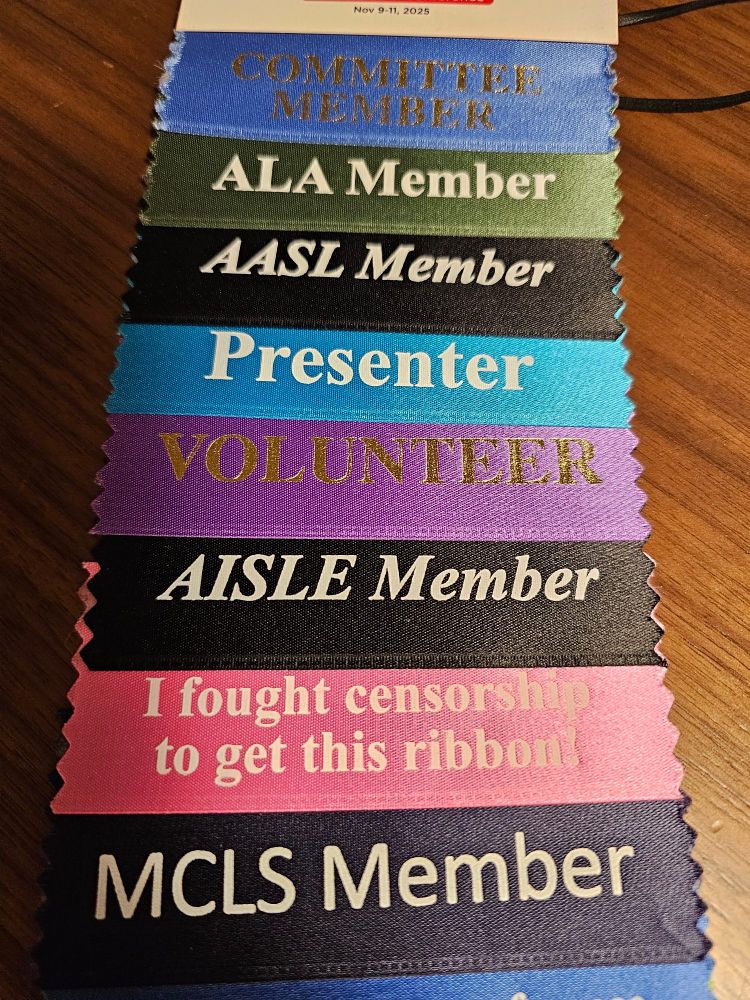 Nov 9-11, 2025
COMMITTEE
MEMBER
ALA Member
AASL Member
Presenter
VOLUNTEER
AISLE Member
I fought censorship
to get this ribbon!
MCLS Member